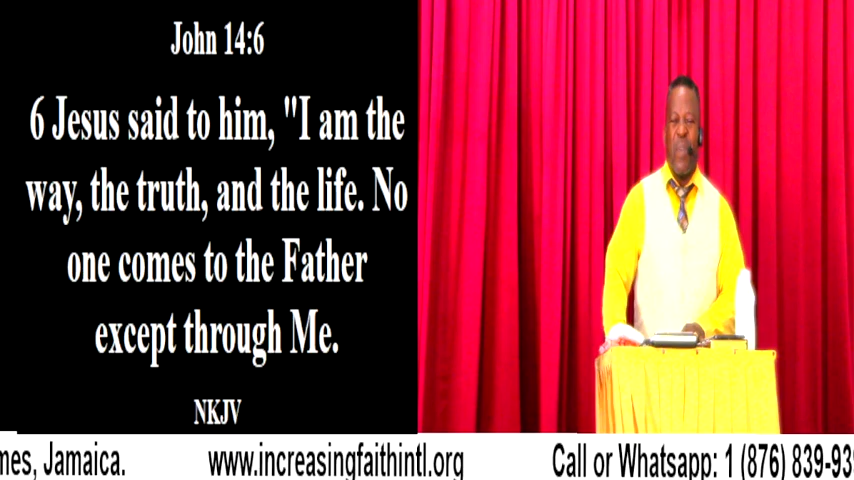 John 14:6
6 Jesus said to him, "I am the
way, the truth, and the life. No
one comes to the Father
except through Me.
NKJV
mes, Jamaica. www.increasingfaithintl.org Call or Whatsapp: 1 (876) 839-93